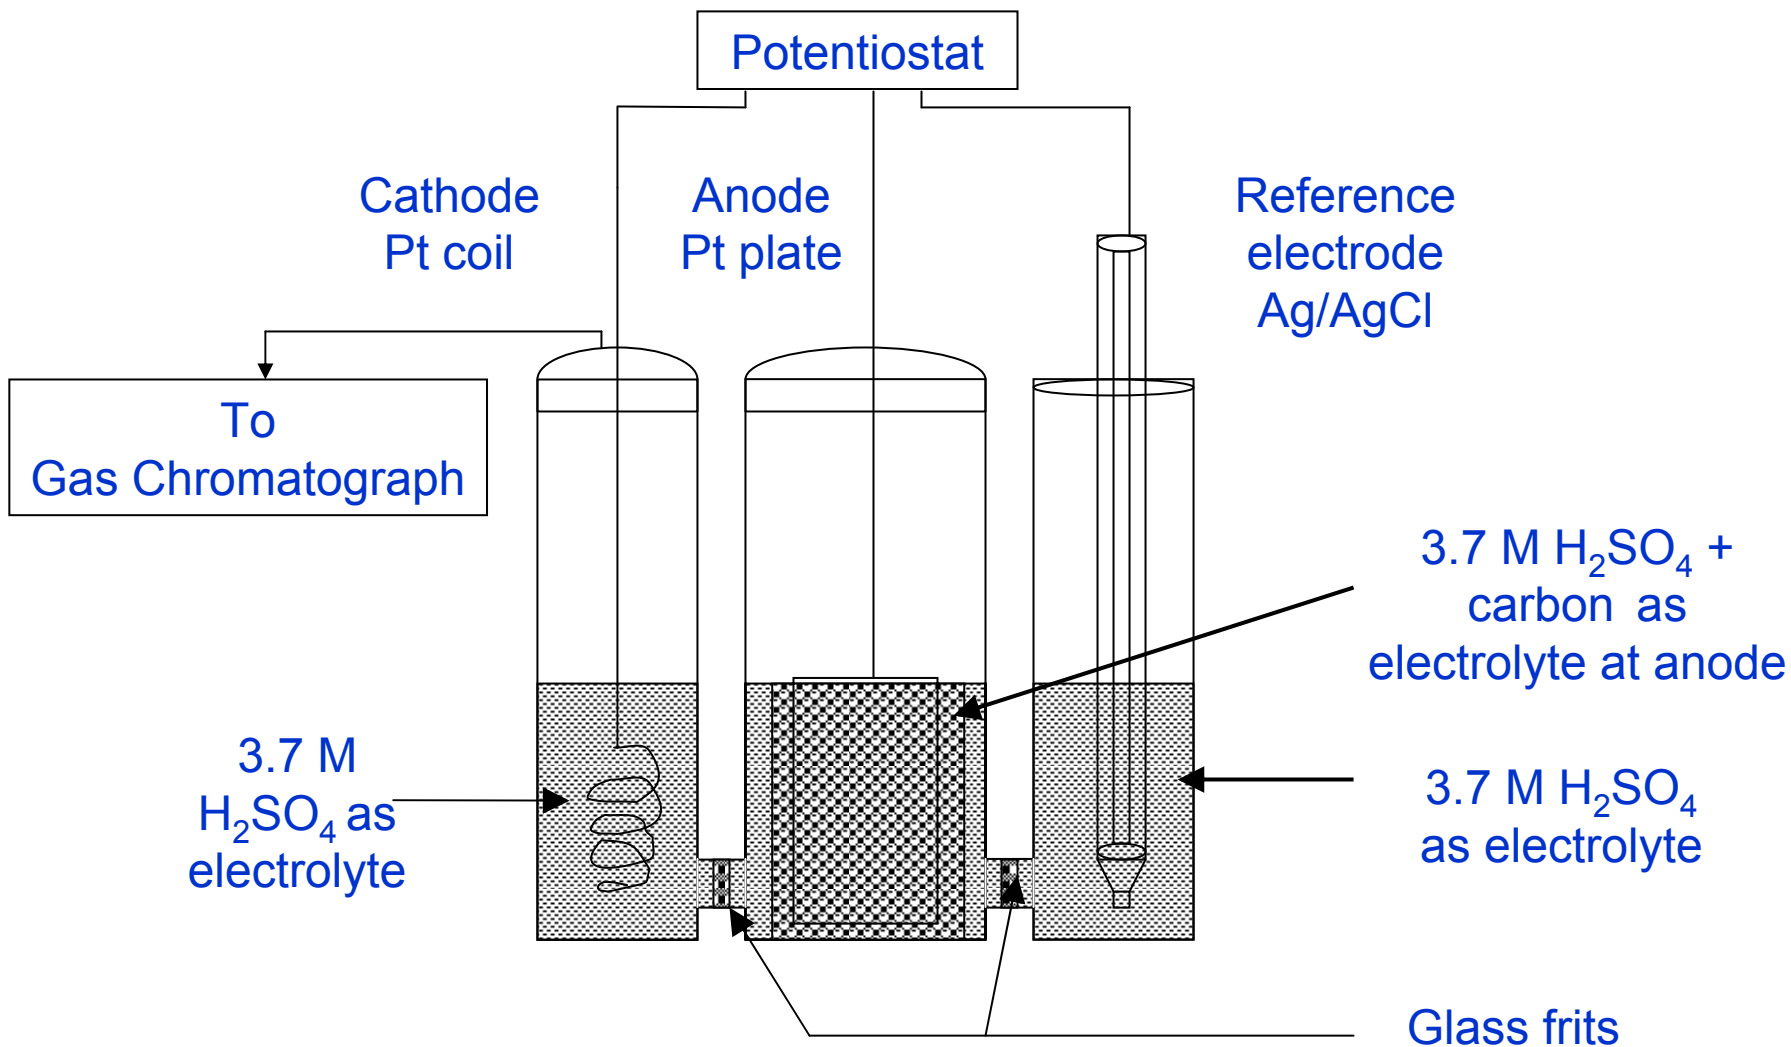 Potentiostat
Cathode
Pt coil
Anode
Pt plate
Reference
electrode
Ag/AgCl
To
Gas Chromatograph
3.7 M H₂SO₄ +
carbon as
electrolyte at anode
3.7 M
H₂SO₄ as
electrolyte
3.7 M H₂SO₄
as electrolyte
Glass frits